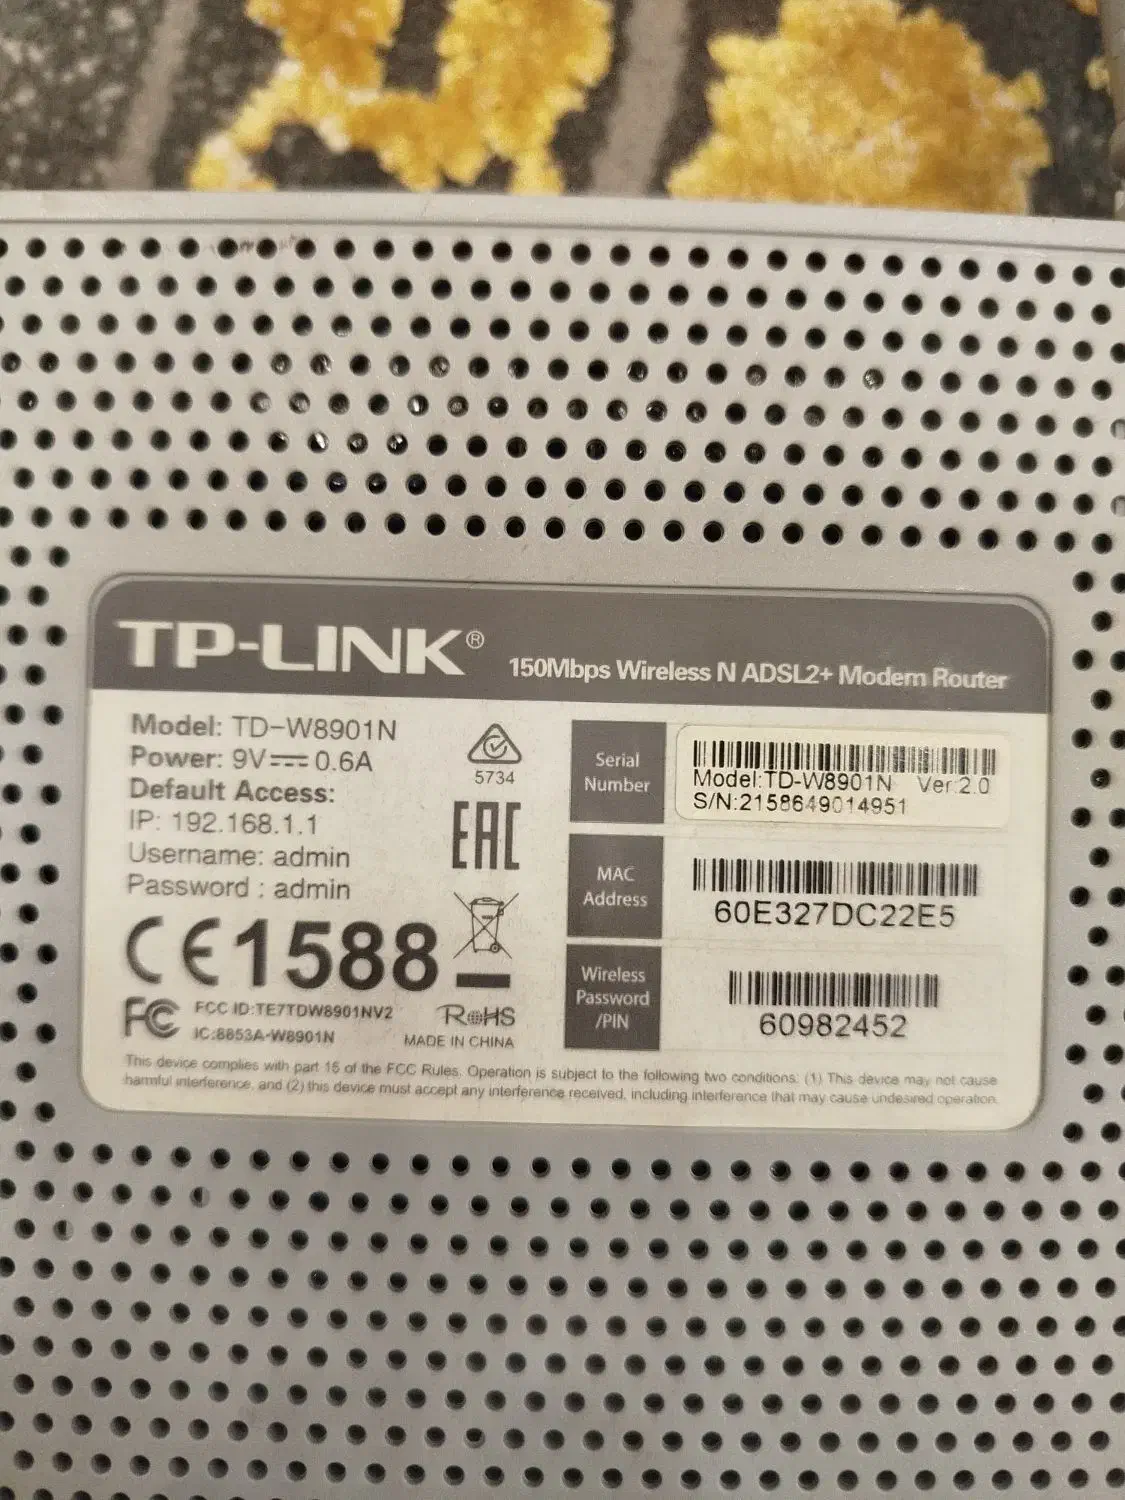 TP-LINK®
150Mbps Wireless N ADSL2+ Modem Router
Model: TD-W8901N
Power: 9V⎓0.6A
Default Access:
IP: 192.168.1.1
Username: admin
Password : admin
5734
EAC
CE1588
FC FCC ID:TE7TDW8901NV2
IC:8853A-W8901N
RoHS
MADE IN CHINA
Serial
Number
Model:TD-W8901N Ver:2.0
S/N:2158649014951
MAC
Address
60E327DC22E5
Wireless
Password
/PIN
60982452
This device complies with part 15 of the FCC Rules. Operation is subject to the following two conditions: (1) This device may not cause
harmful interference, and (2) this device must accept any interference received, including interference that may cause undesired operation.